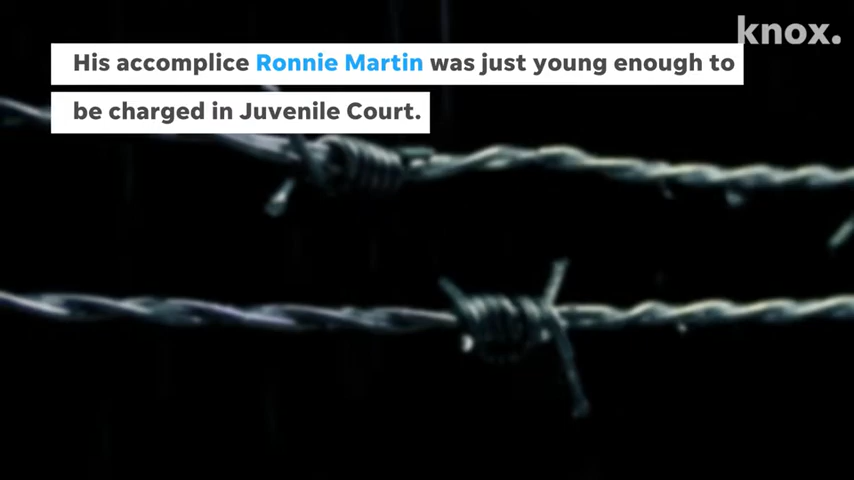 knox.
His accomplice Ronnie Martin was just young enough to
be charged in Juvenile Court.